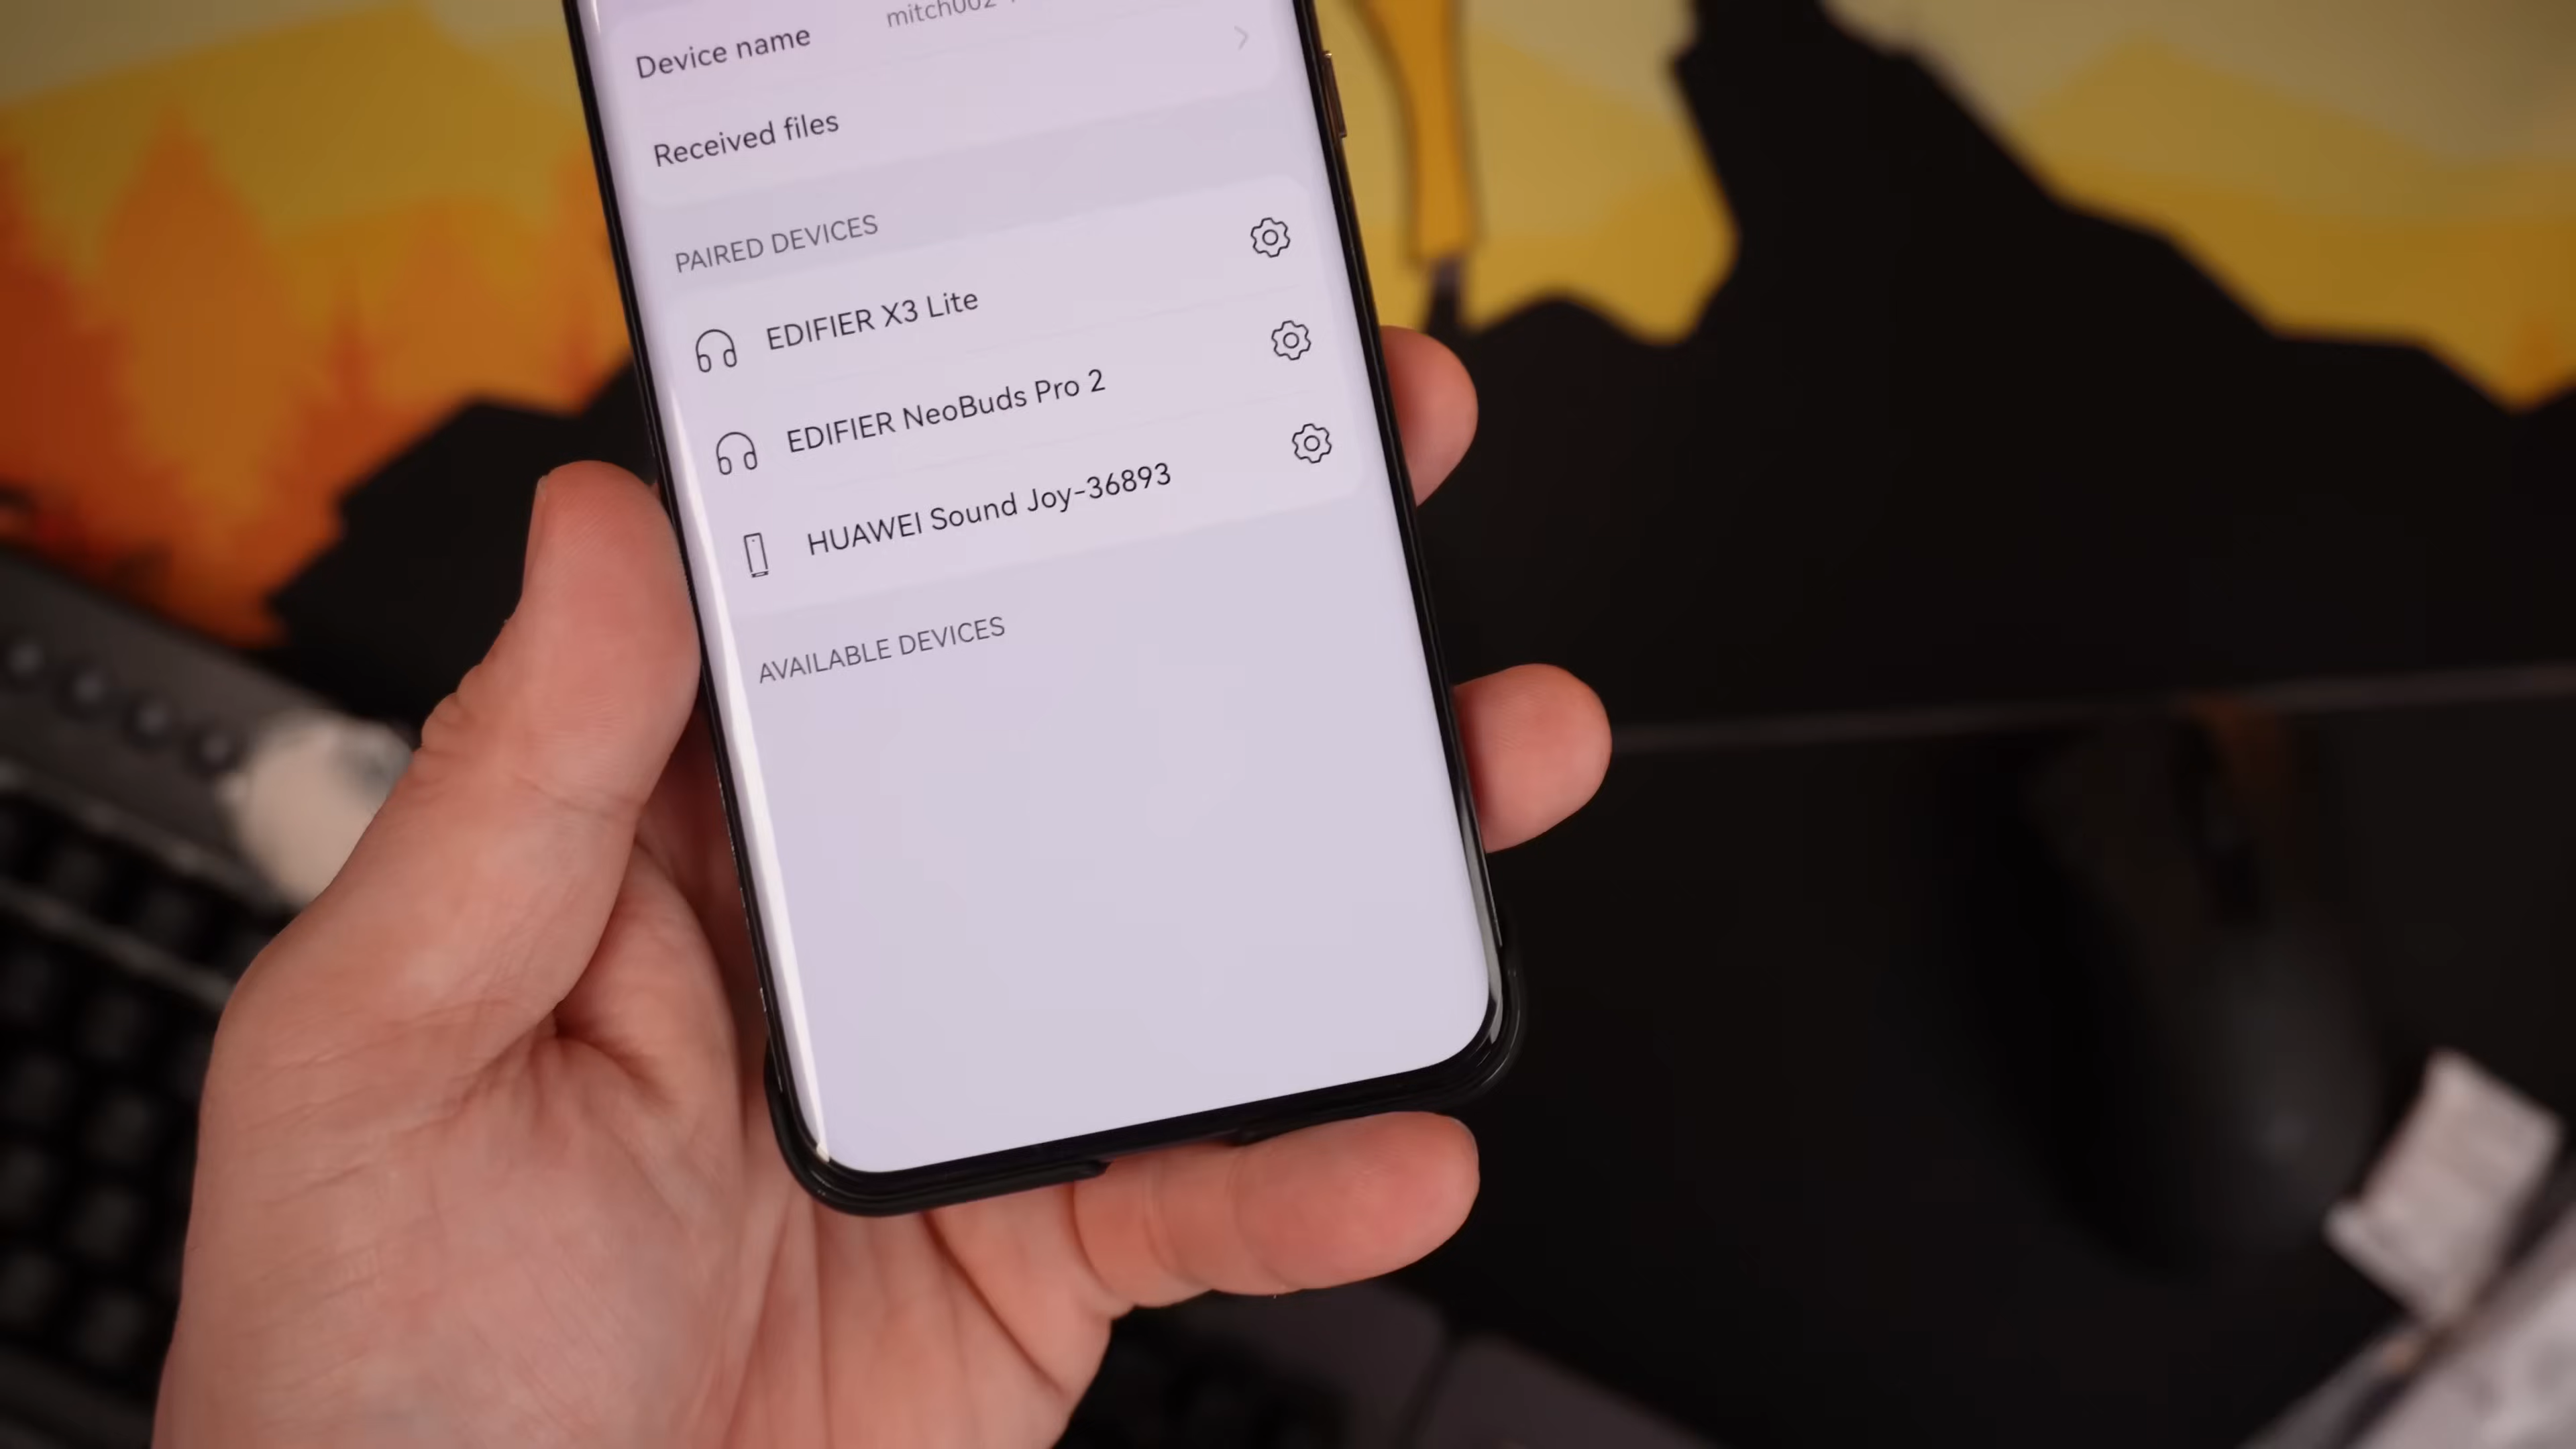 Device name
Received files
PAIRED DEVICES
EDIFIER X3 Lite
EDIFIER NeoBuds Pro 2
HUAWEI Sound Joy-36893
AVAILABLE DEVICES